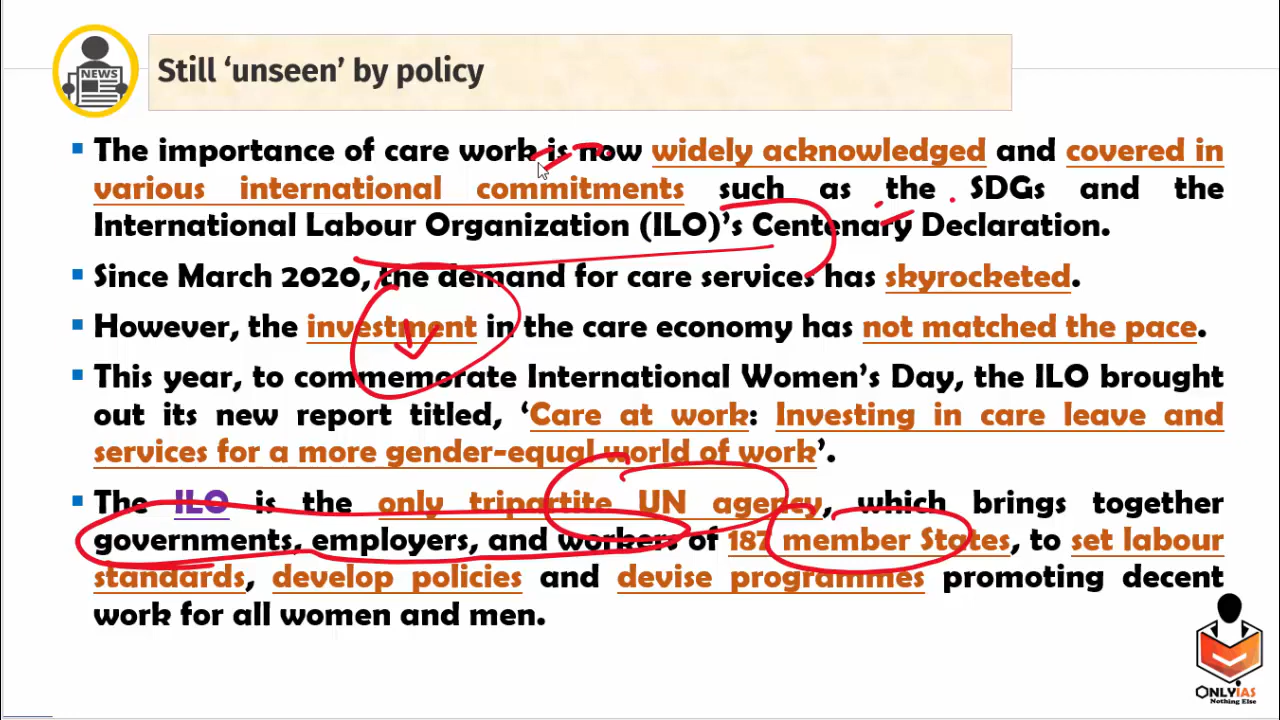 NEWS
Still ‘unseen’ by policy
▪ The importance of care work is now widely acknowledged and covered in
various international commitments such as the SDGs and the
International Labour Organization (ILO)’s Centenary Declaration.
▪ Since March 2020, the demand for care services has skyrocketed.
▪ However, the investment in the care economy has not matched the pace.
▪ This year, to commemorate International Women’s Day, the ILO brought
out its new report titled, ‘Care at work: Investing in care leave and
services for a more gender-equal world of work’.
▪ The ILO is the only tripartite UN agency, which brings together
governments, employers, and workers of 187 member States, to set labour
standards, develop policies and devise programmes promoting decent
work for all women and men.
ONLYIAS
Nothing Else